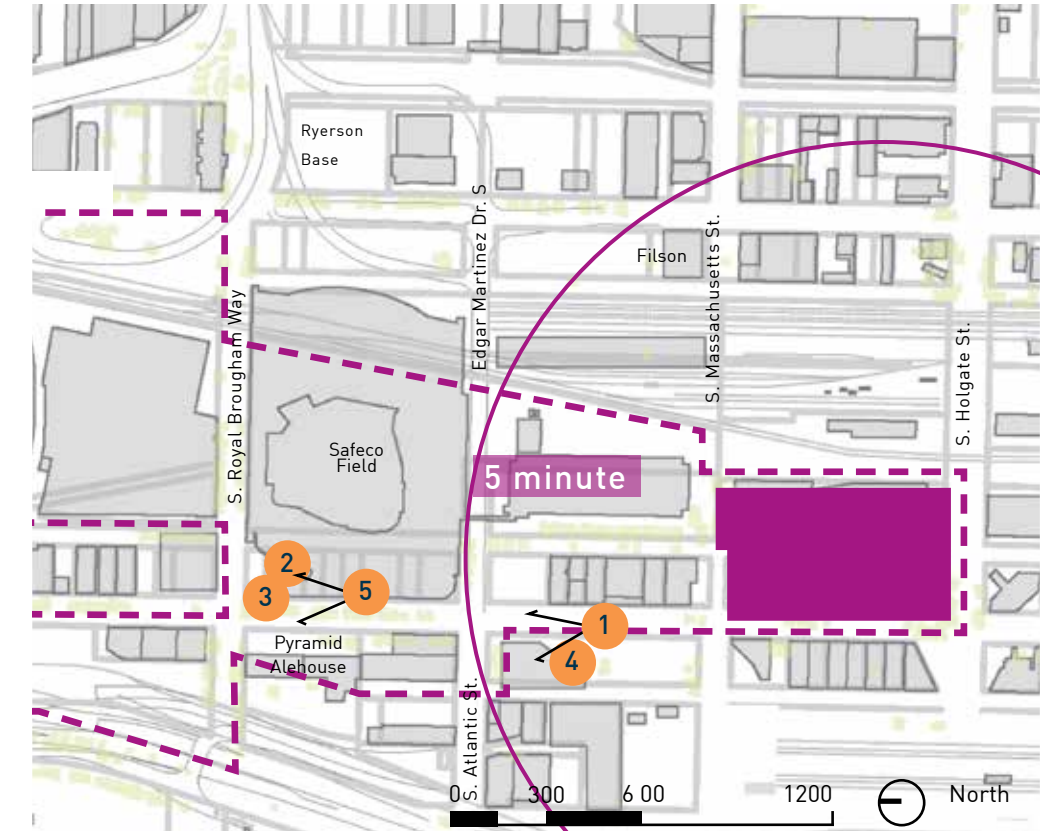 Ryerson
Base
Edgar Martinez Dr. S
Filson
S. Massachusetts St.
S. Royal Brougham Way
S. Holgate St.
Safeco
Field
5 minute
2
3
5
1
4
Pyramid
Alehouse
S. Atlantic St.
0
300
6 00
1200
North